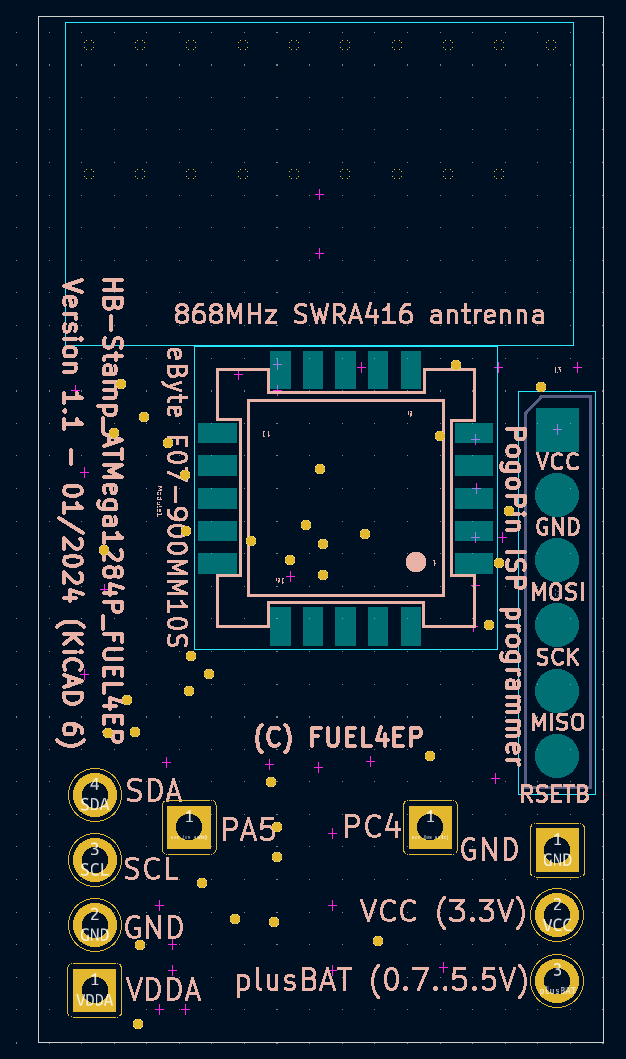 868MHz SWRA416 antrenna
HB-Stamp_ATMega1284P_FUEL4EP
Version 1.1 - 01/2024 (KiCAD 6)
eByte E07-900MM10S
Module1
PogoPin ISP programmer
VCC
GND
MOSI
SCK
MISO
RSETB
(C) FUEL4EP
4
SDA
SDA
3
SCL
SCL
2
GND
GND
1
VDDA
VDDA
1
PA5
PC4
1
GND
1
GND
VCC (3.3V)
2
VCC
plusBAT (0.7..5.5V)
3
plusBAT